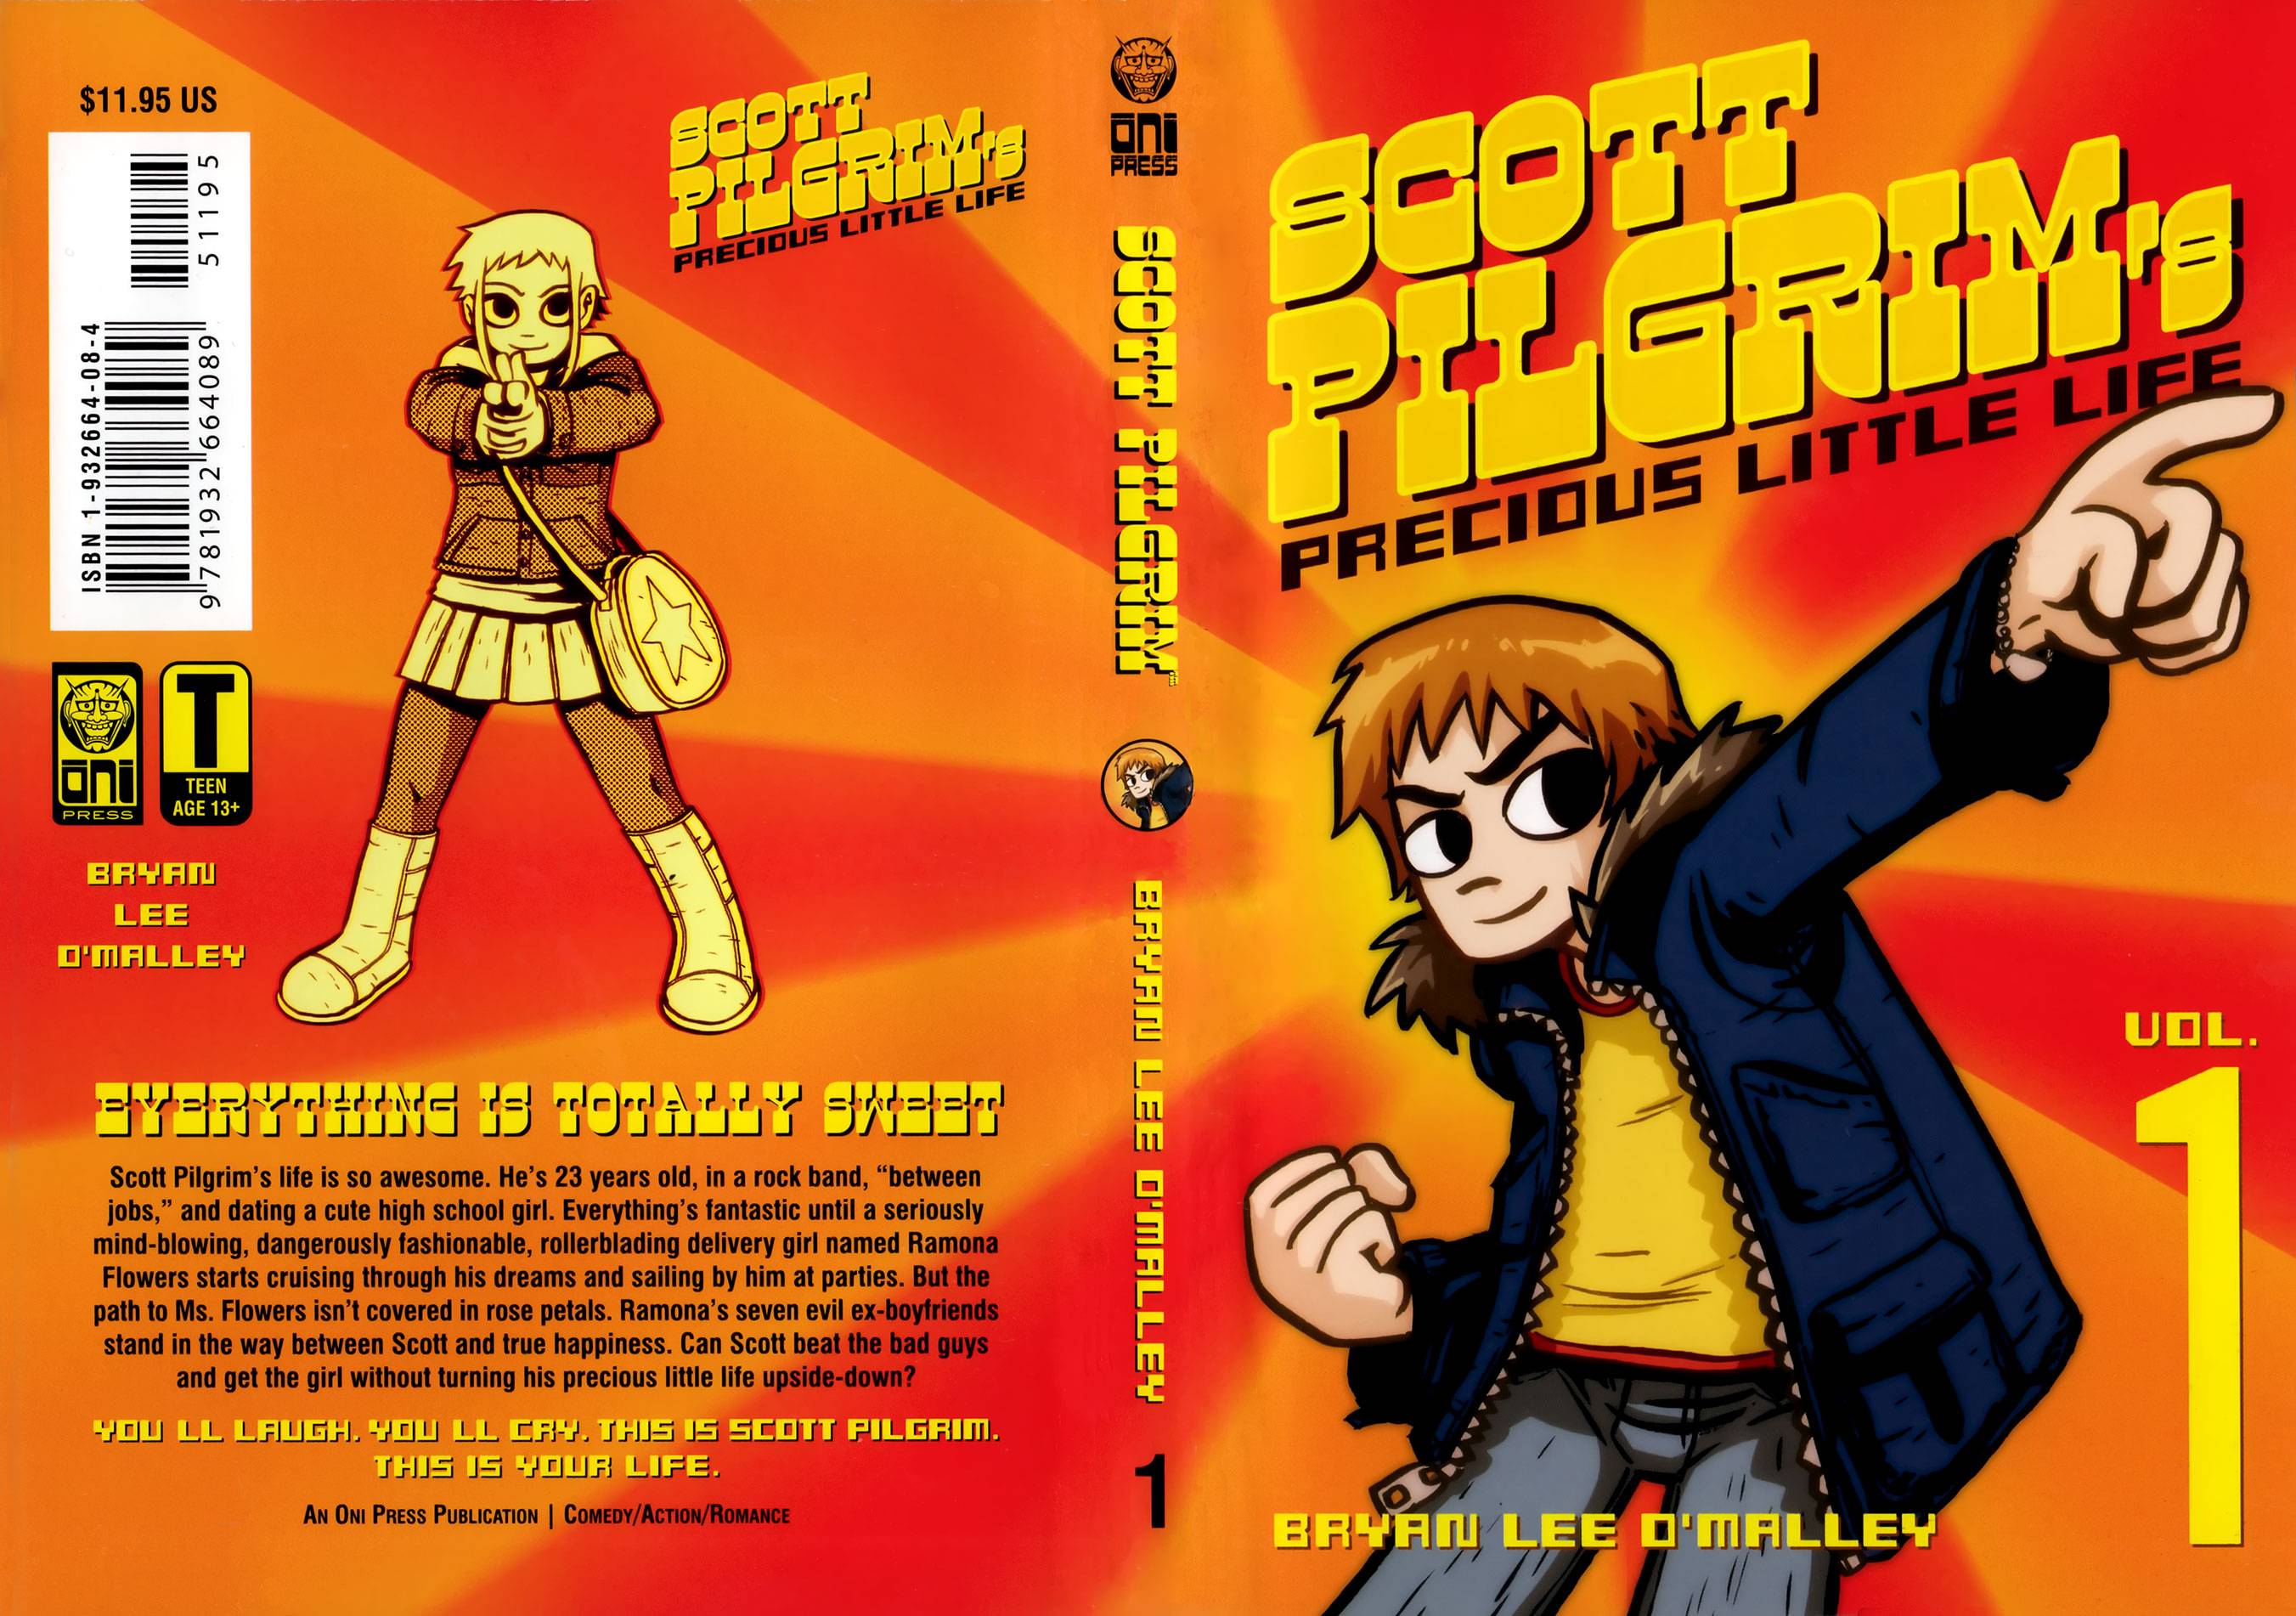 $11.95 US
51195
ISBN 1-932664-08-4
9 781932 664089
SCOTT
PILGRIM's
PRECIOUS LITTLE LIFE
ONI
PRESS
T
TEEN
AGE 13+
BRYAN
LEE
O'MALLEY
EVERYTHING IS TOTALLY SWEET
Scott Pilgrim’s life is so awesome. He’s 23 years old, in a rock band, “between
jobs,” and dating a cute high school girl. Everything’s fantastic until a seriously
mind-blowing, dangerously fashionable, rollerblading delivery girl named Ramona
Flowers starts cruising through his dreams and sailing by him at parties. But the
path to Ms. Flowers isn’t covered in rose petals. Ramona’s seven evil ex-boyfriends
stand in the way between Scott and true happiness. Can Scott beat the bad guys
and get the girl without turning his precious little life upside-down?
YOU LL LAUGH. YOU LL CRY. THIS IS SCOTT PILGRIM.
THIS IS YOUR LIFE.
AN ONI PRESS PUBLICATION | COMEDY/ACTION/ROMANCE
ŌNI
PRESS
SCOTT PILGRIM
BRYAN LEE O'MALLEY
1
SCOTT
PILGRIM's
PRECIOUS LITTLE LIFE
VOL.
1
BRYAN LEE O'MALLEY